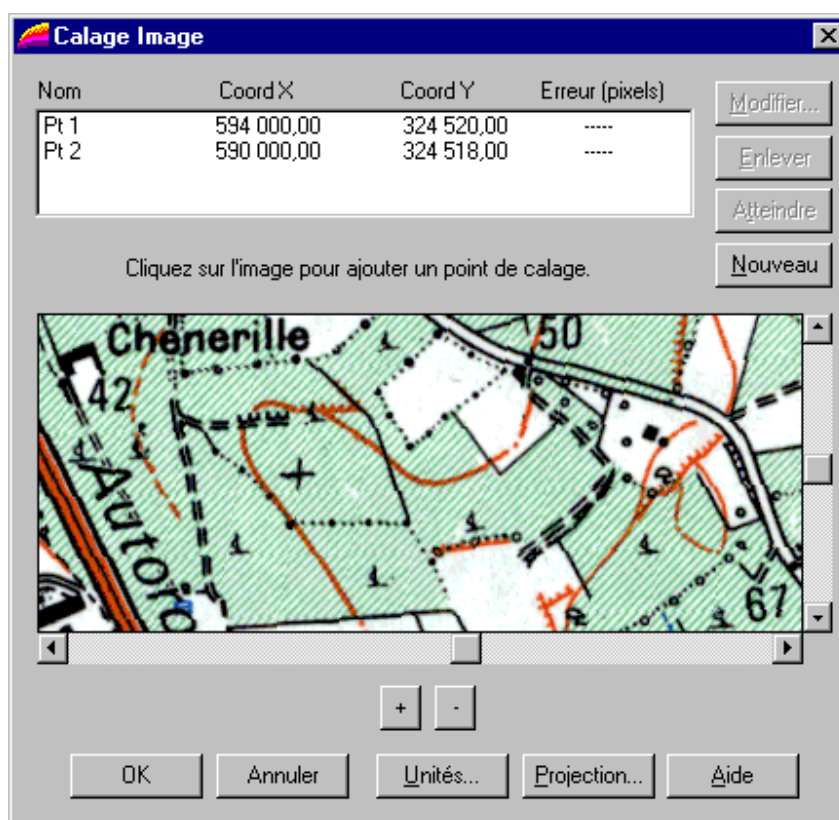 Calage Image
Nom Coord X Coord Y Erreur (pixels)
Pt 1 594 000,00 324 520,00 -----
Pt 2 590 000,00 324 518,00 -----
Modifier...
Enlever
Atteindre
Nouveau
Cliquez sur l'image pour ajouter un point de calage.
Chenerille
50
42
Autoro
67
+ -
OK Annuler Unités... Projection... Aide